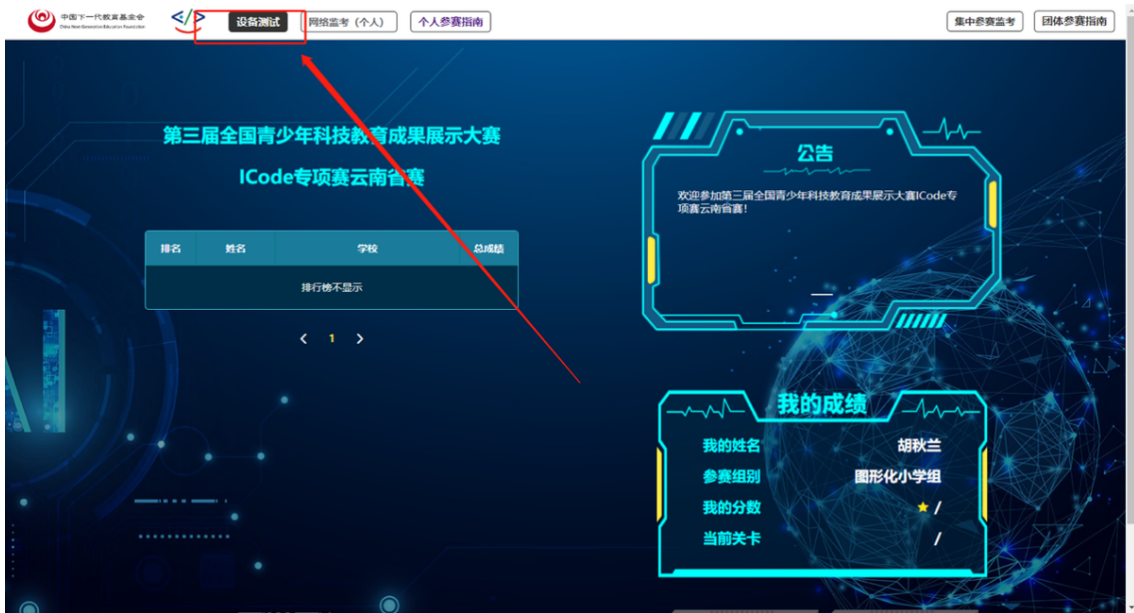 中国下一代教育基金会
China Next Generation Education Foundation
</>
设备测试
网络监考（个人）
个人参赛指南
集中参赛监考
团体参赛指南
第三届全国青少年科技教育成果展示大赛
ICode专项赛云南省赛
排名 姓名 学校 总成绩
排行榜不显示
< 1 >
公告
欢迎参加第三届全国青少年科技教育成果展示大赛ICode专
项赛云南省赛！
我的成绩
我的姓名 胡秋兰
参赛组别 图形化小学组
我的分数 ★ /
当前关卡 /
AI